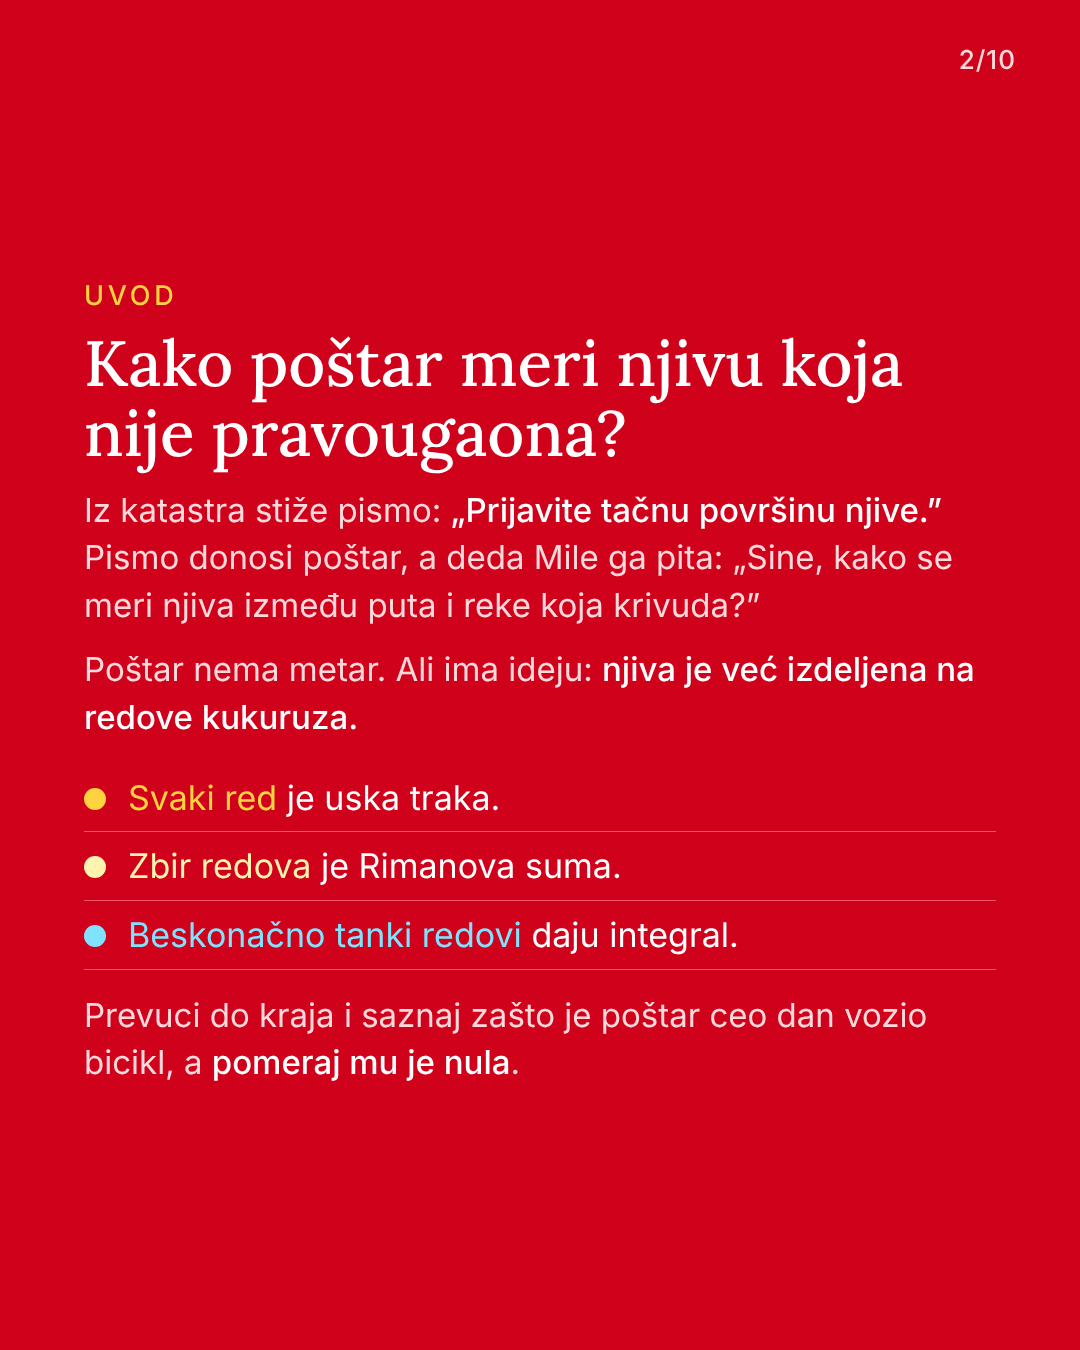 2/10
UVOD
Kako poštar meri njivu koja
nije pravougaona?
Iz katastra stiže pismo: „Prijavite tačnu površinu njive.”
Pismo donosi poštar, a deda Mile ga pita: „Sine, kako se
meri njiva između puta i reke koja krivuda?”
Poštar nema metar. Ali ima ideju: njiva je već izdeljena na
redove kukuruza.
Svaki red je uska traka.
Zbir redova je Rimanova suma.
Beskonačno tanki redovi daju integral.
Prevuci do kraja i saznaj zašto je poštar ceo dan vozio
bicikl, a pomeraj mu je nula.